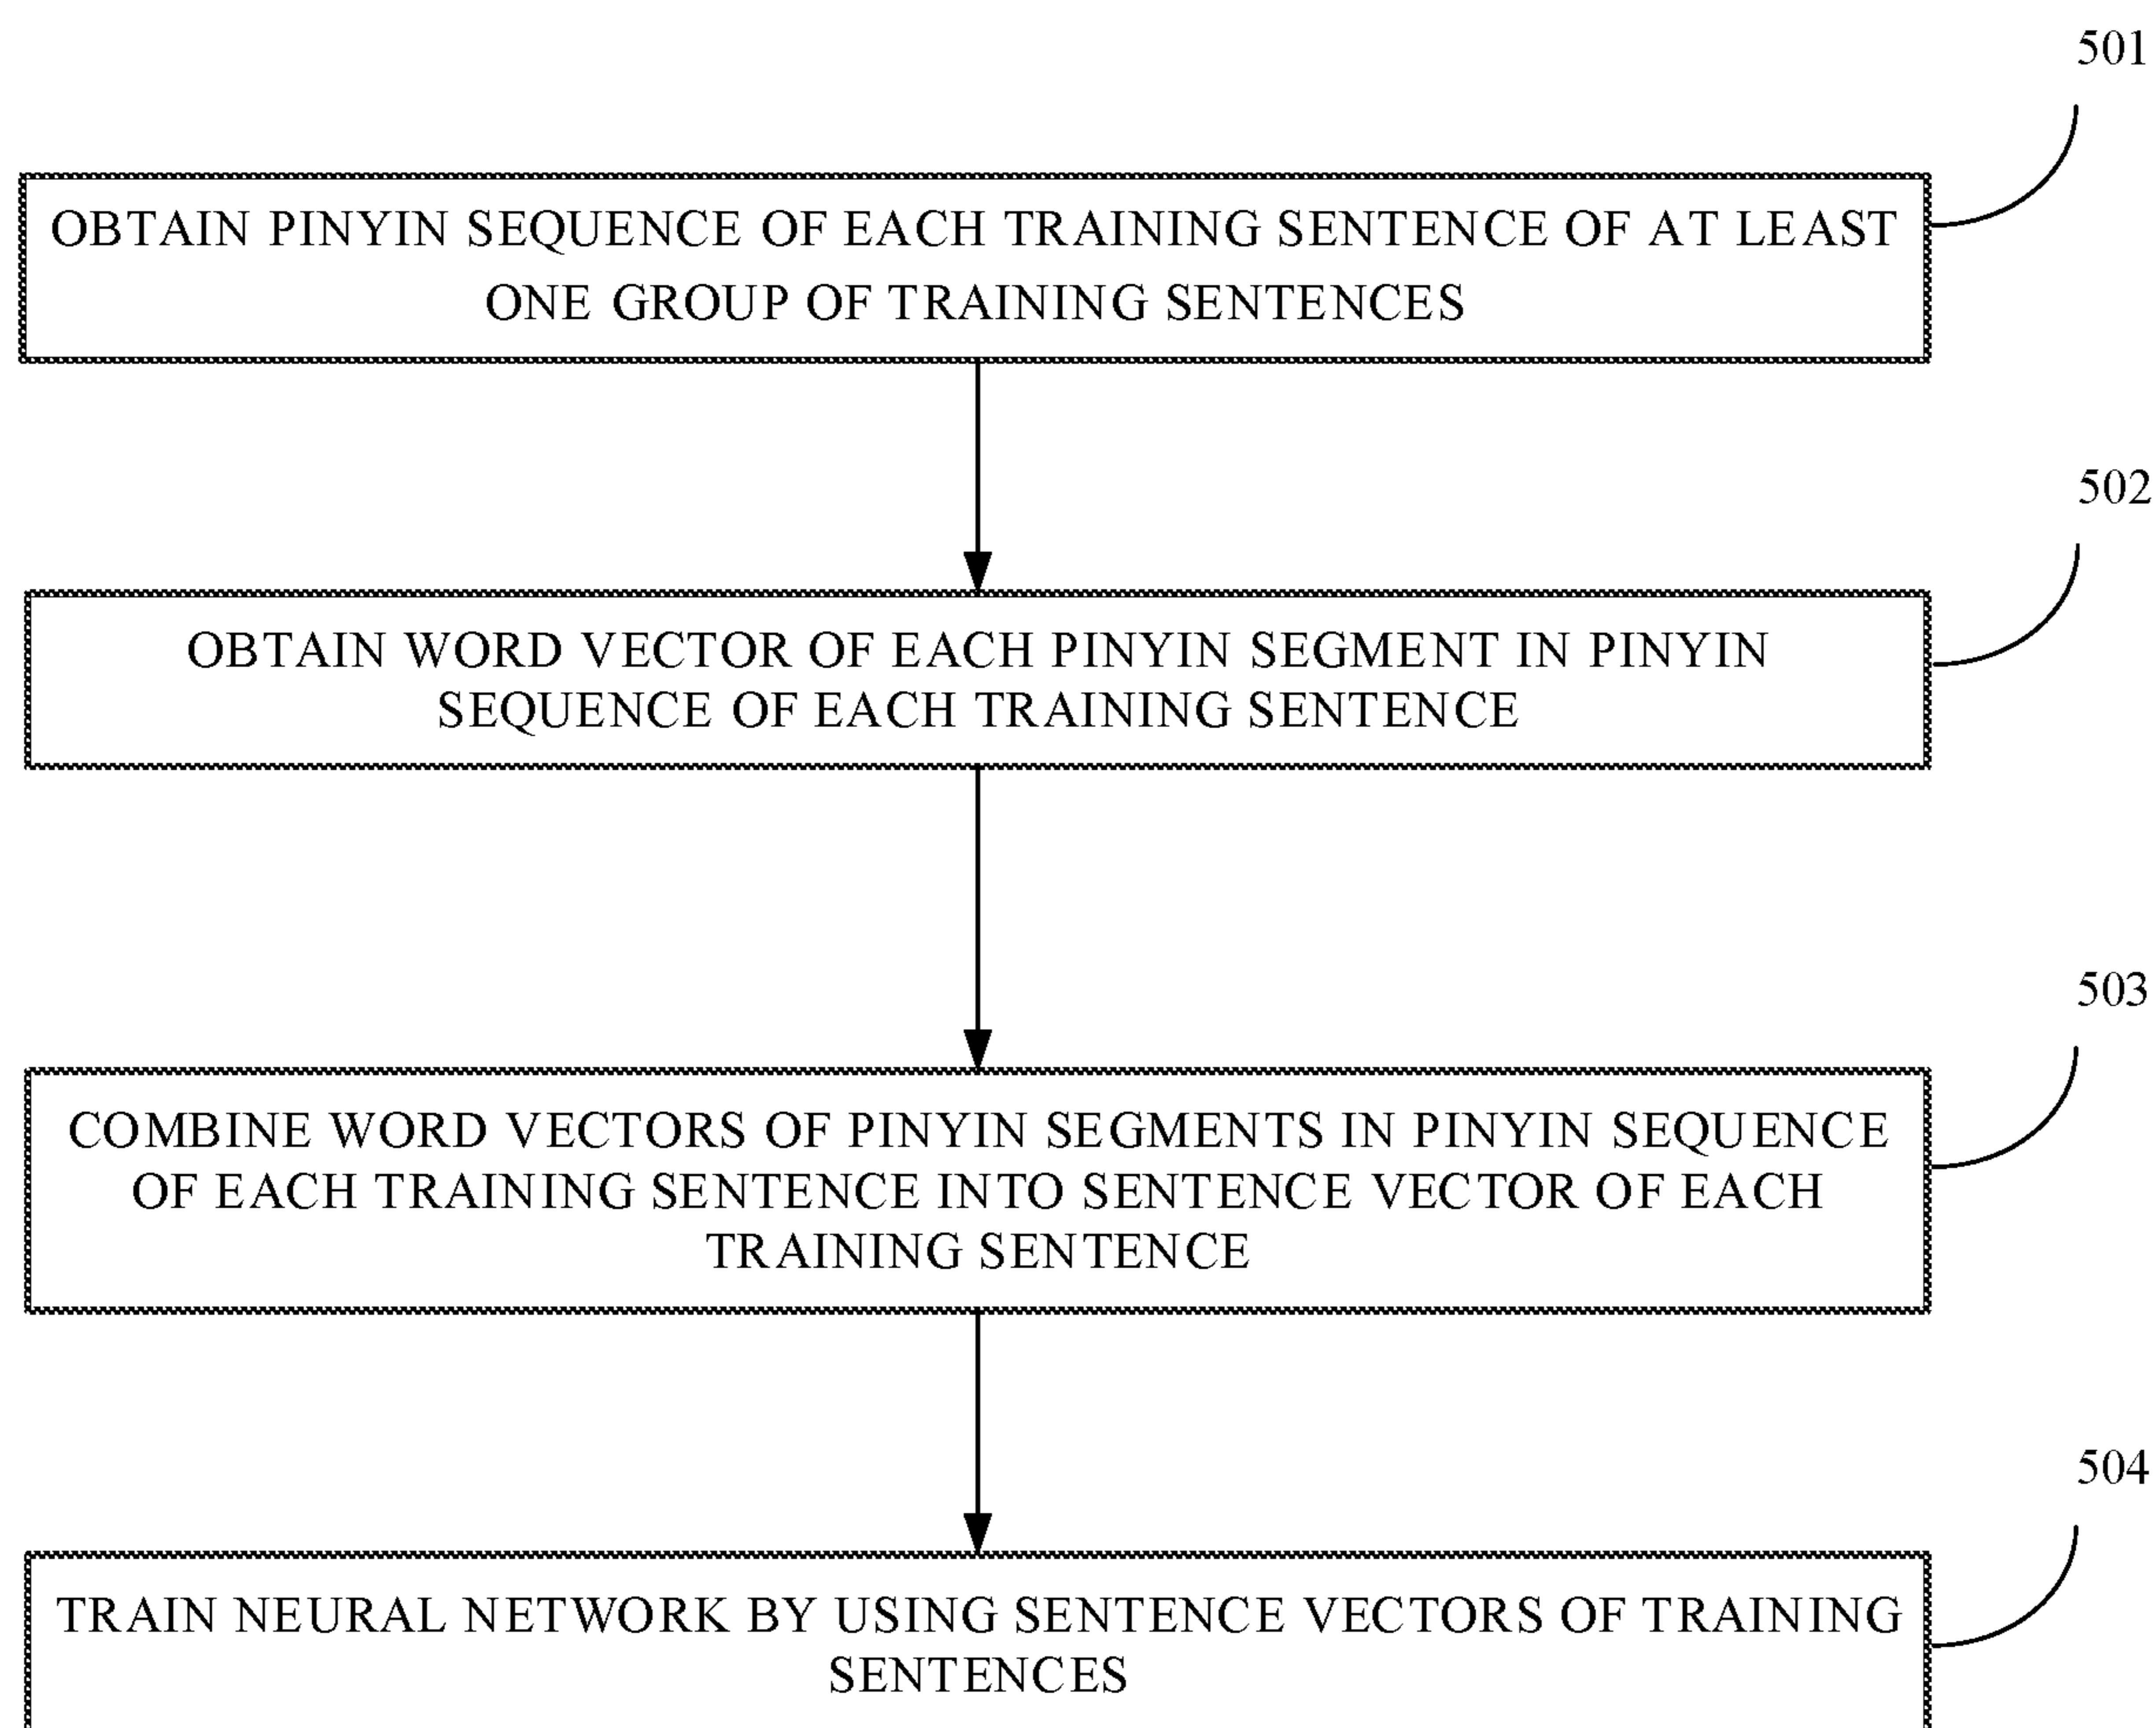 501
OBTAIN PINYIN SEQUENCE OF EACH TRAINING SENTENCE OF AT LEAST
ONE GROUP OF TRAINING SENTENCES
502
OBTAIN WORD VECTOR OF EACH PINYIN SEGMENT IN PINYIN
SEQUENCE OF EACH TRAINING SENTENCE
503
COMBINE WORD VECTORS OF PINYIN SEGMENTS IN PINYIN SEQUENCE
OF EACH TRAINING SENTENCE INTO SENTENCE VECTOR OF EACH
TRAINING SENTENCE
504
TRAIN NEURAL NETWORK BY USING SENTENCE VECTORS OF TRAINING
SENTENCES